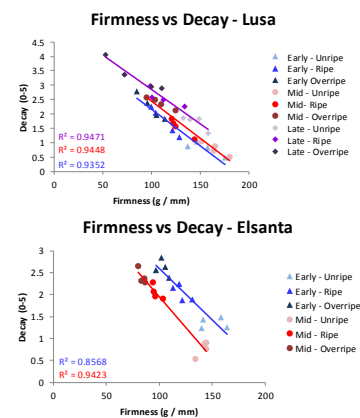 Firmness vs Decay - Lusa
4.5
4
3.5
3
2.5
2
1.5
1
0.5
0
Decay (0-5)
R² = 0.9471
R² = 0.9448
R² = 0.9352
0
50
100
150
200
Firmness (g / mm)
Early - Unripe
Early - Ripe
Early Overripe
Mid - Unripe
Mid- Ripe
Mid - Overripe
Late - Unripe
Late - Ripe
Late - Overripe
Firmness vs Decay - Elsanta
3
2.5
2
1.5
1
0.5
0
Decay (0-5)
R² = 0.8568
R² = 0.9423
0
50
100
150
200
Firmness (g / mm)
Early - Unripe
Early - Ripe
Early - Overripe
Mid - Unripe
Mid - Ripe
Mid - Overripe